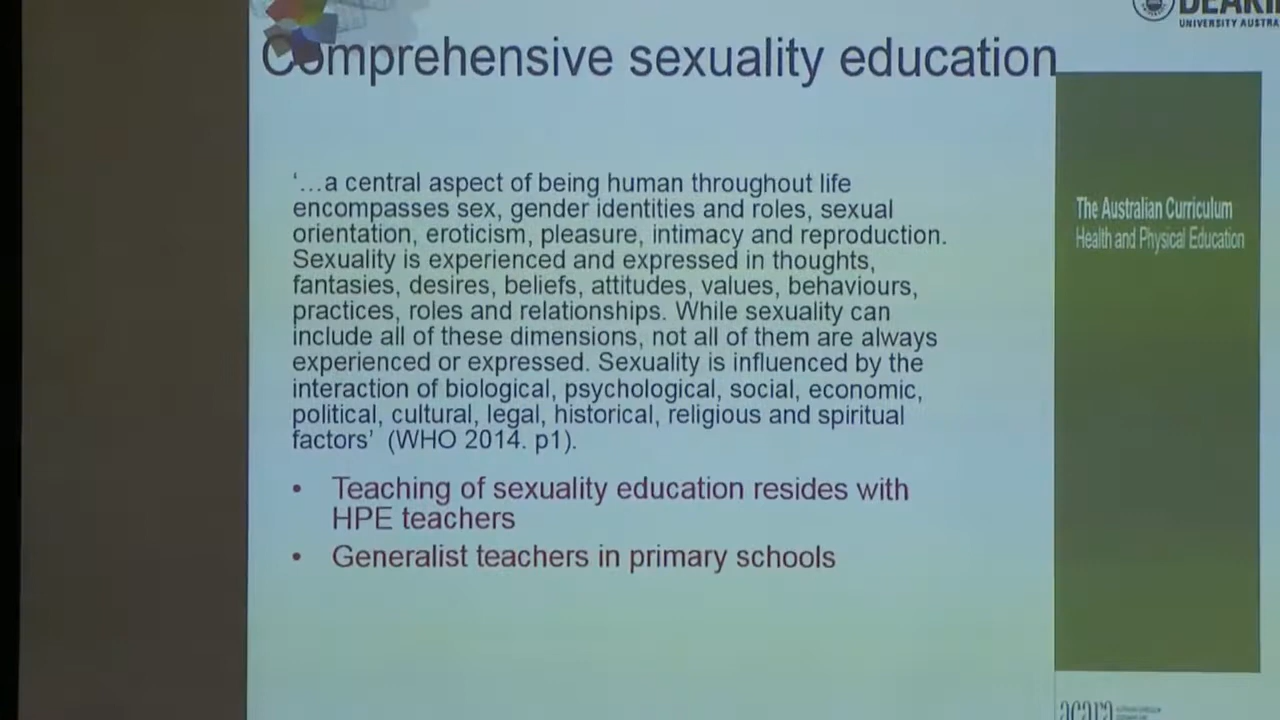 DEAKIN
UNIVERSITY AUSTRA
Comprehensive sexuality education
‘…a central aspect of being human throughout life
encompasses sex, gender identities and roles, sexual
orientation, eroticism, pleasure, intimacy and reproduction.
Sexuality is experienced and expressed in thoughts,
fantasies, desires, beliefs, attitudes, values, behaviours,
practices, roles and relationships. While sexuality can
include all of these dimensions, not all of them are always
experienced or expressed. Sexuality is influenced by the
interaction of biological, psychological, social, economic,
political, cultural, legal, historical, religious and spiritual
factors’ (WHO 2014. p1).
• Teaching of sexuality education resides with
HPE teachers
• Generalist teachers in primary schools
The Australian Curriculum
Health and Physical Education
acara